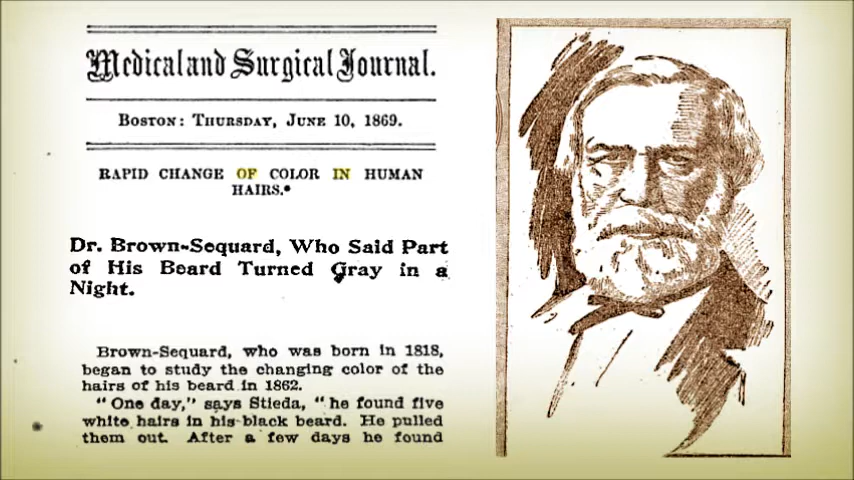 Medical and Surgical Journal.
BOSTON: THURSDAY, JUNE 10, 1869.
RAPID CHANGE OF COLOR IN HUMAN
HAIRS.*
Dr. Brown-Sequard, Who Said Part
of His Beard Turned Gray in a
Night.
Brown-Sequard, who was born in 1818,
began to study the changing color of the
hairs of his beard in 1862.
"One day," says Stieda, "he found five
white hairs in his black beard. He pulled
them out. After a few days he found